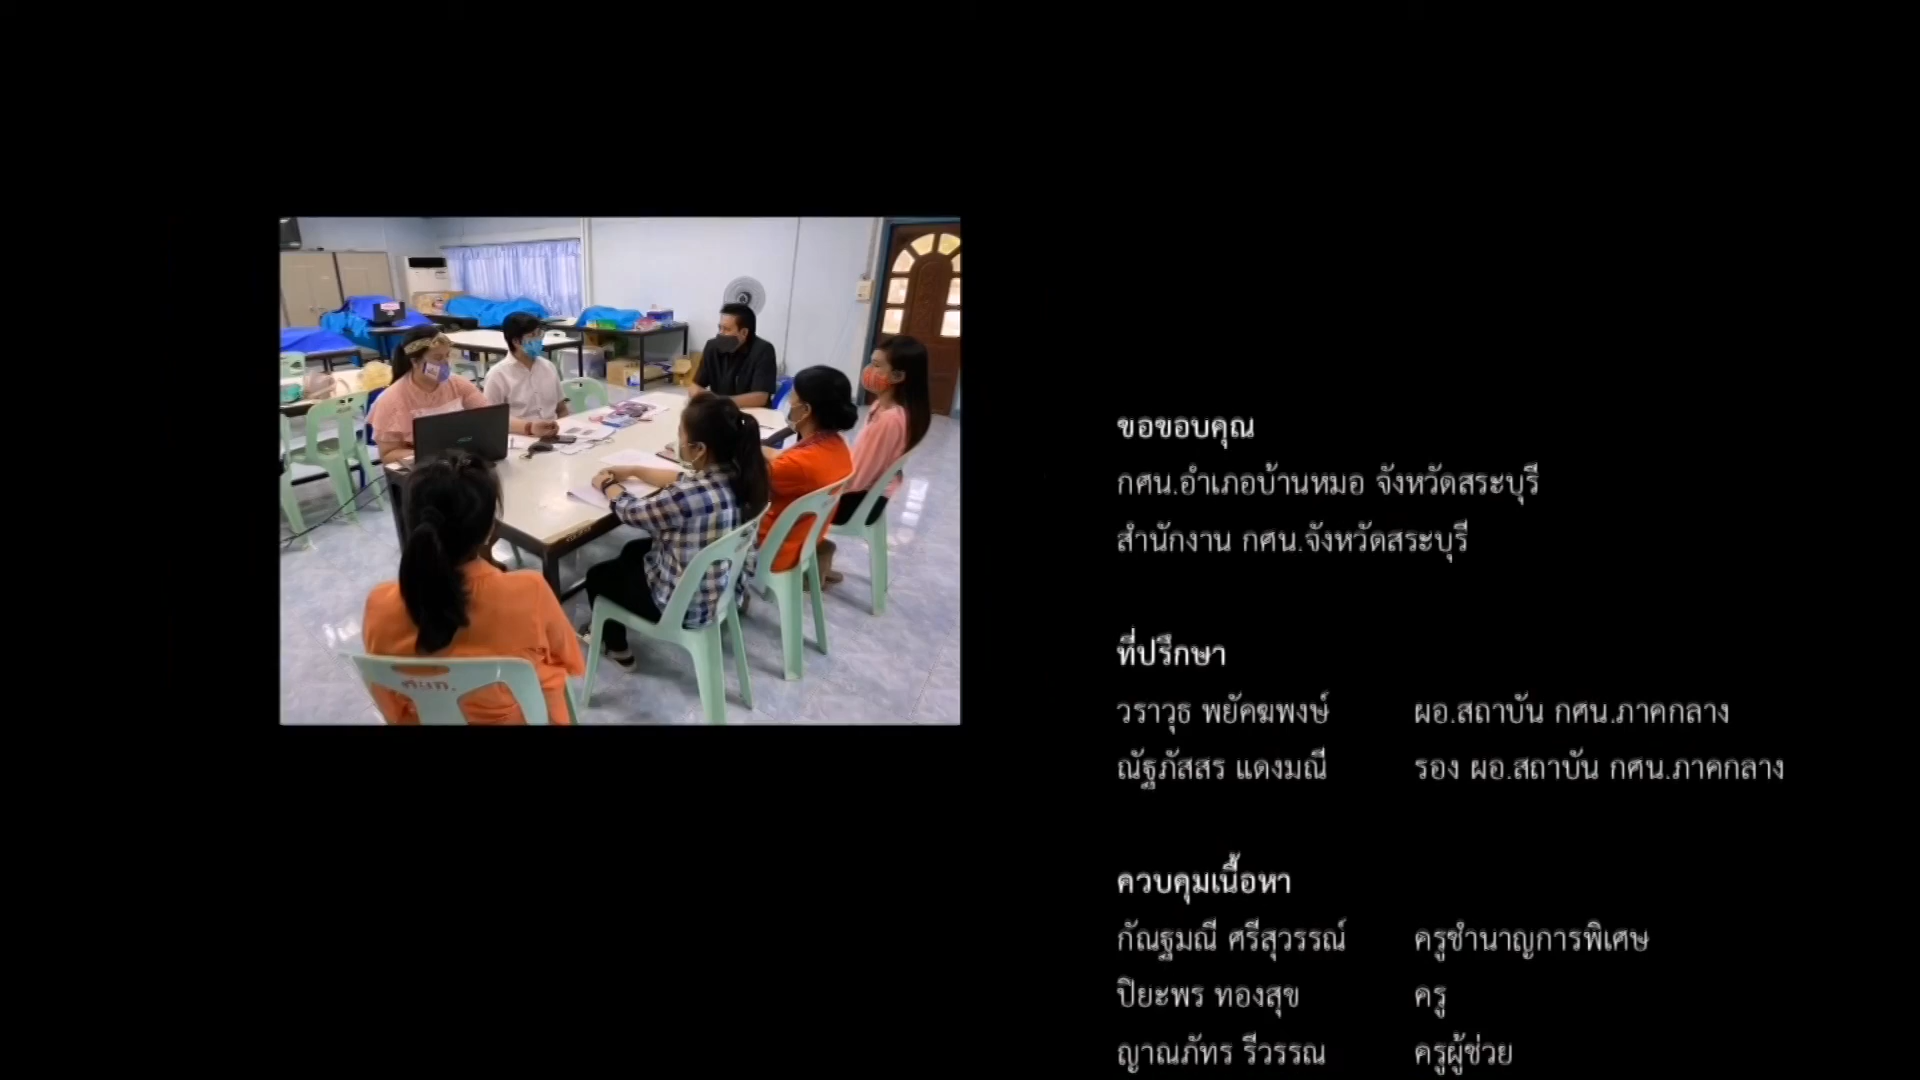 ขอขอบคุณ
กศน.อำเภอบ้านหมอ จังหวัดสระบุรี
สำนักงาน กศน.จังหวัดสระบุรี
ที่ปรึกษา
วราวุธ พยัคฆพงษ์ ผอ.สถาบัน กศน.ภาคกลาง
ณัฐภัสสร แดงมณี รอง ผอ.สถาบัน กศน.ภาคกลาง
ควบคุมเนื้อหา
กัณฐมณี ศรีสุวรรณ์ ครูชำนาญการพิเศษ
ปิยะพร ทองสุข ครู
ญาณภัทร รีวรรณ ครูผู้ช่วย